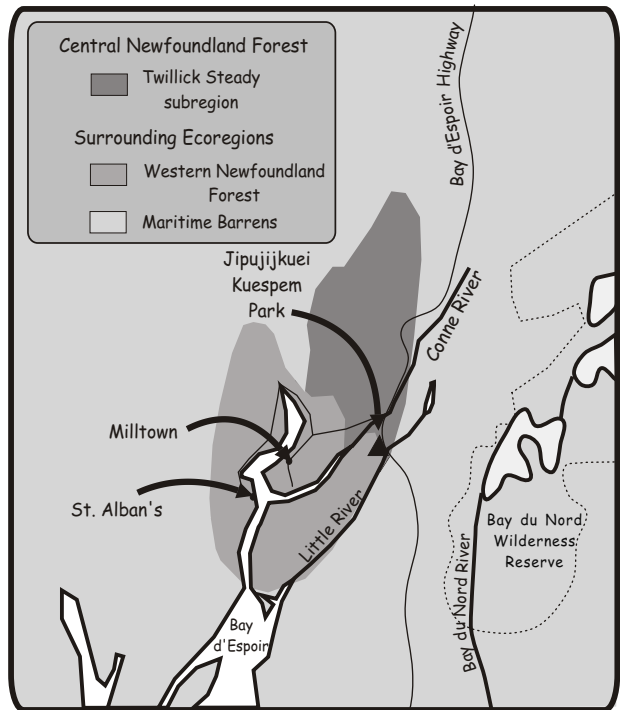 Central Newfoundland Forest
Twillick Steady
subregion
Surrounding Ecoregions
Western Newfoundland
Forest
Maritime Barrens
Bay d'Espoir Highway
Jipujijkuei
Kuespem
Park
Conne River
Milltown
St. Alban's
Little River
Bay du Nord
Wilderness
Reserve
Bay du Nord River
Bay
d'Espoir